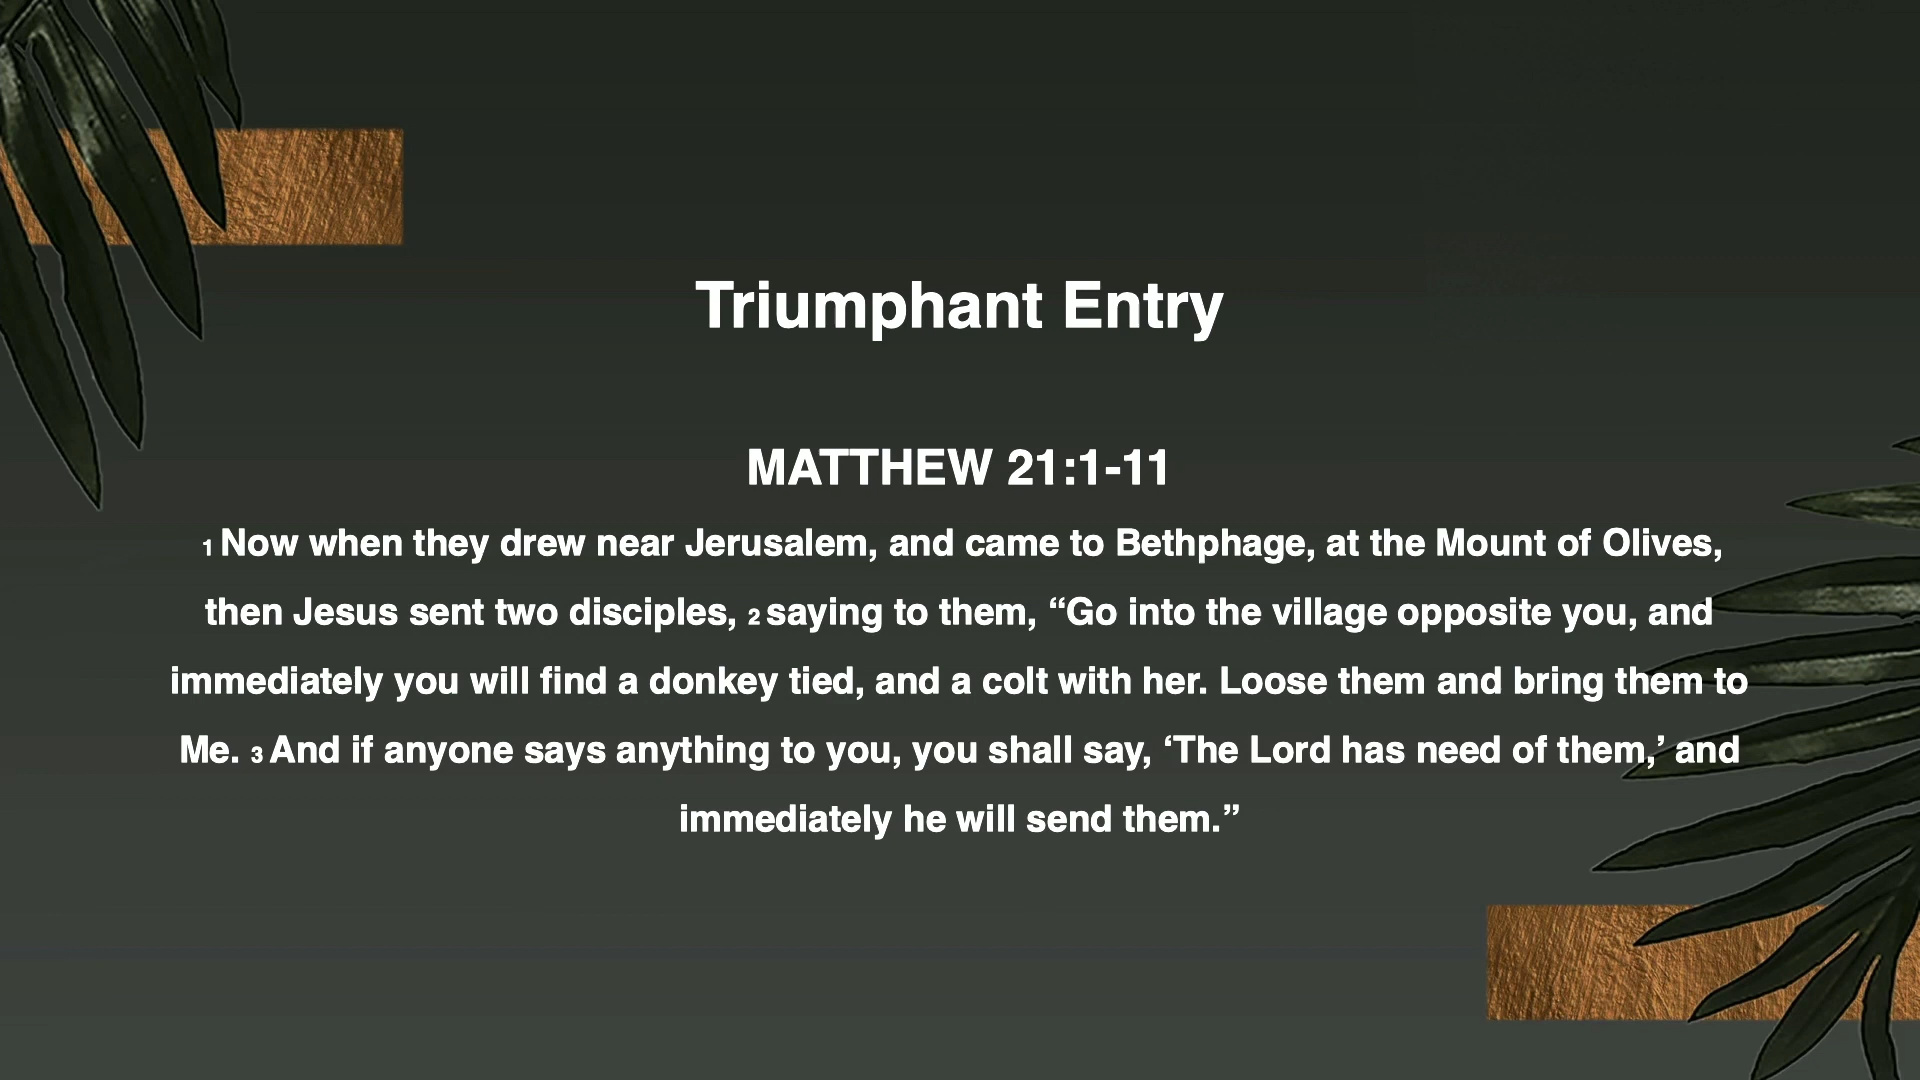 Triumphant Entry
MATTHEW 21:1-11
1 Now when they drew near Jerusalem, and came to Bethphage, at the Mount of Olives,
then Jesus sent two disciples, 2 saying to them, “Go into the village opposite you, and
immediately you will find a donkey tied, and a colt with her. Loose them and bring them to
Me. 3 And if anyone says anything to you, you shall say, ‘The Lord has need of them,’ and
immediately he will send them.”